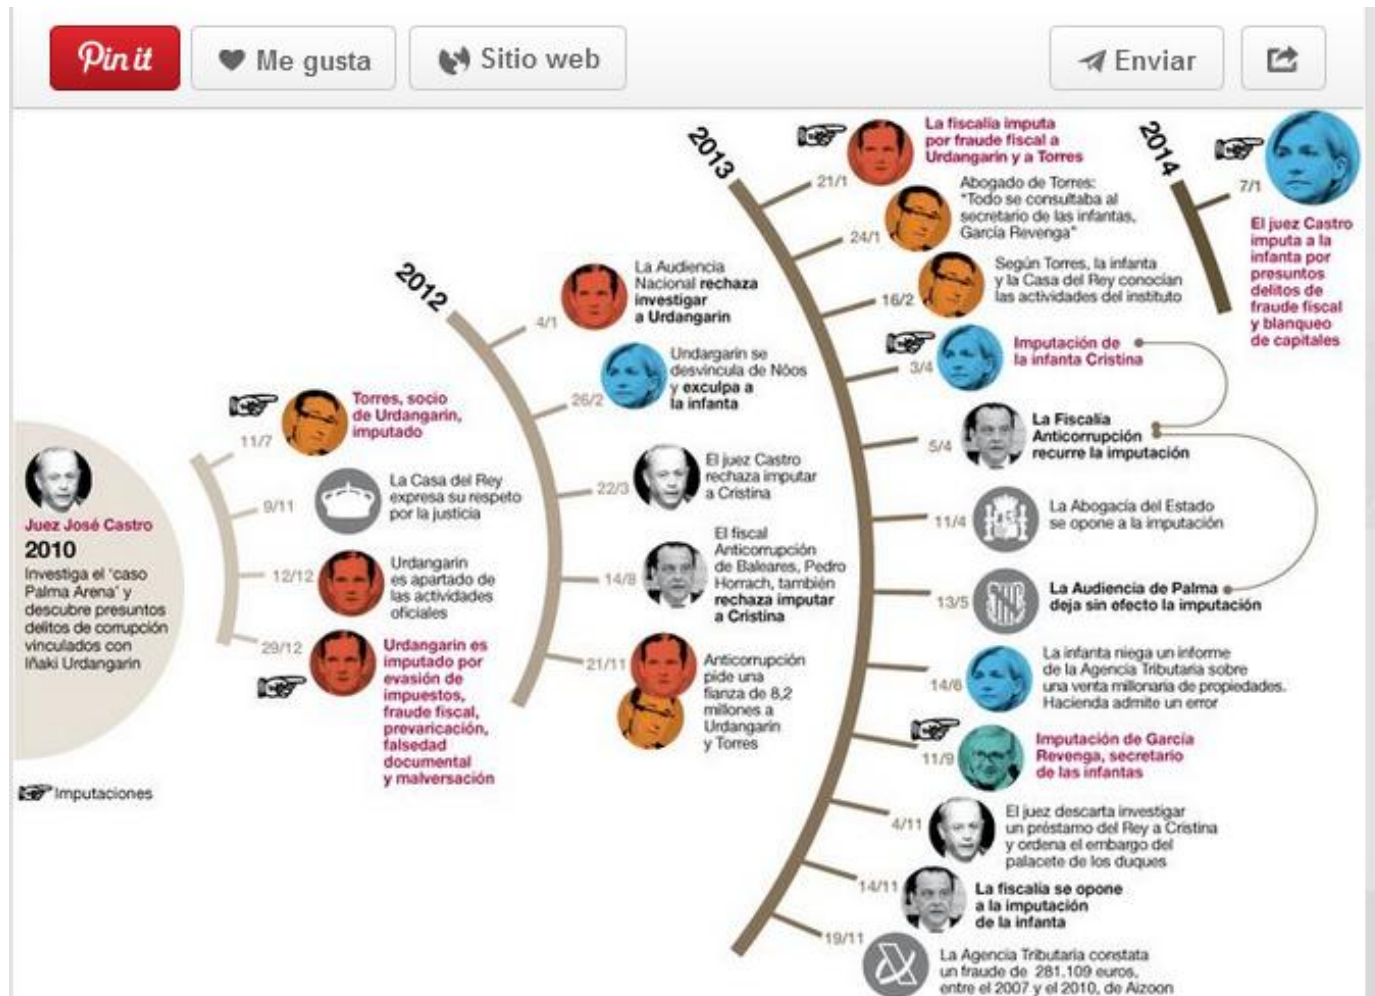 Pin it
Me gusta
Sitio web
Enviar
Juez José Castro
2010
Investiga el 'caso
Palma Arena' y
descubre presuntos
delitos de corrupción
vinculados con
Iñaki Urdangarin
Imputaciones
11/7
Torres, socio
de Urdangarin,
imputado
9/11
La Casa del Rey
expresa su respeto
por la justicia
12/12
Urdangarin
es apartado de
las actividades
oficiales
29/12
Urdangarin es
imputado por
evasión de
impuestos,
fraude fiscal,
prevaricación,
falsedad
documental
y malversación
2012
4/1
La Audiencia
Nacional rechaza
investigar
a Urdangarin
26/2
Undargarin se
desvincula de Nóos
y exculpa a
la infanta
22/3
El juez Castro
rechaza imputar
a Cristina
14/8
El fiscal
Anticorrupción
de Baleares, Pedro
Horrach, también
rechaza imputar
a Cristina
21/11
Anticorrupción
pide una
fianza de 8,2
millones a
Urdangarin
y Torres
2013
21/1
La fiscalía imputa
por fraude fiscal a
Urdangarin y a Torres
24/1
Abogado de Torres:
"Todo se consultaba al
secretario de las infantas,
García Revenga"
16/2
Según Torres, la infanta
y la Casa del Rey conocían
las actividades del instituto
3/4
Imputación de
la infanta Cristina
5/4
La Fiscalía
Anticorrupción
recurre la imputación
11/4
La Abogacía del Estado
se opone a la imputación
13/5
La Audiencia de Palma
deja sin efecto la imputación
14/6
La infanta niega un informe
de la Agencia Tributaria sobre
una venta millonaria de propiedades.
Hacienda admite un error
11/9
Imputación de García
Revenga, secretario
de las infantas
4/11
El juez descarta investigar
un préstamo del Rey a Cristina
y ordena el embargo del
palacete de los duques
14/11
La fiscalía se opone
a la imputación
de la infanta
19/11
La Agencia Tributaria constata
un fraude de 281.109 euros,
entre el 2007 y el 2010, de Aizoon
2014
7/1
El juez Castro
imputa a la
infanta por
presuntos
delitos de
fraude fiscal
y blanqueo
de capitales